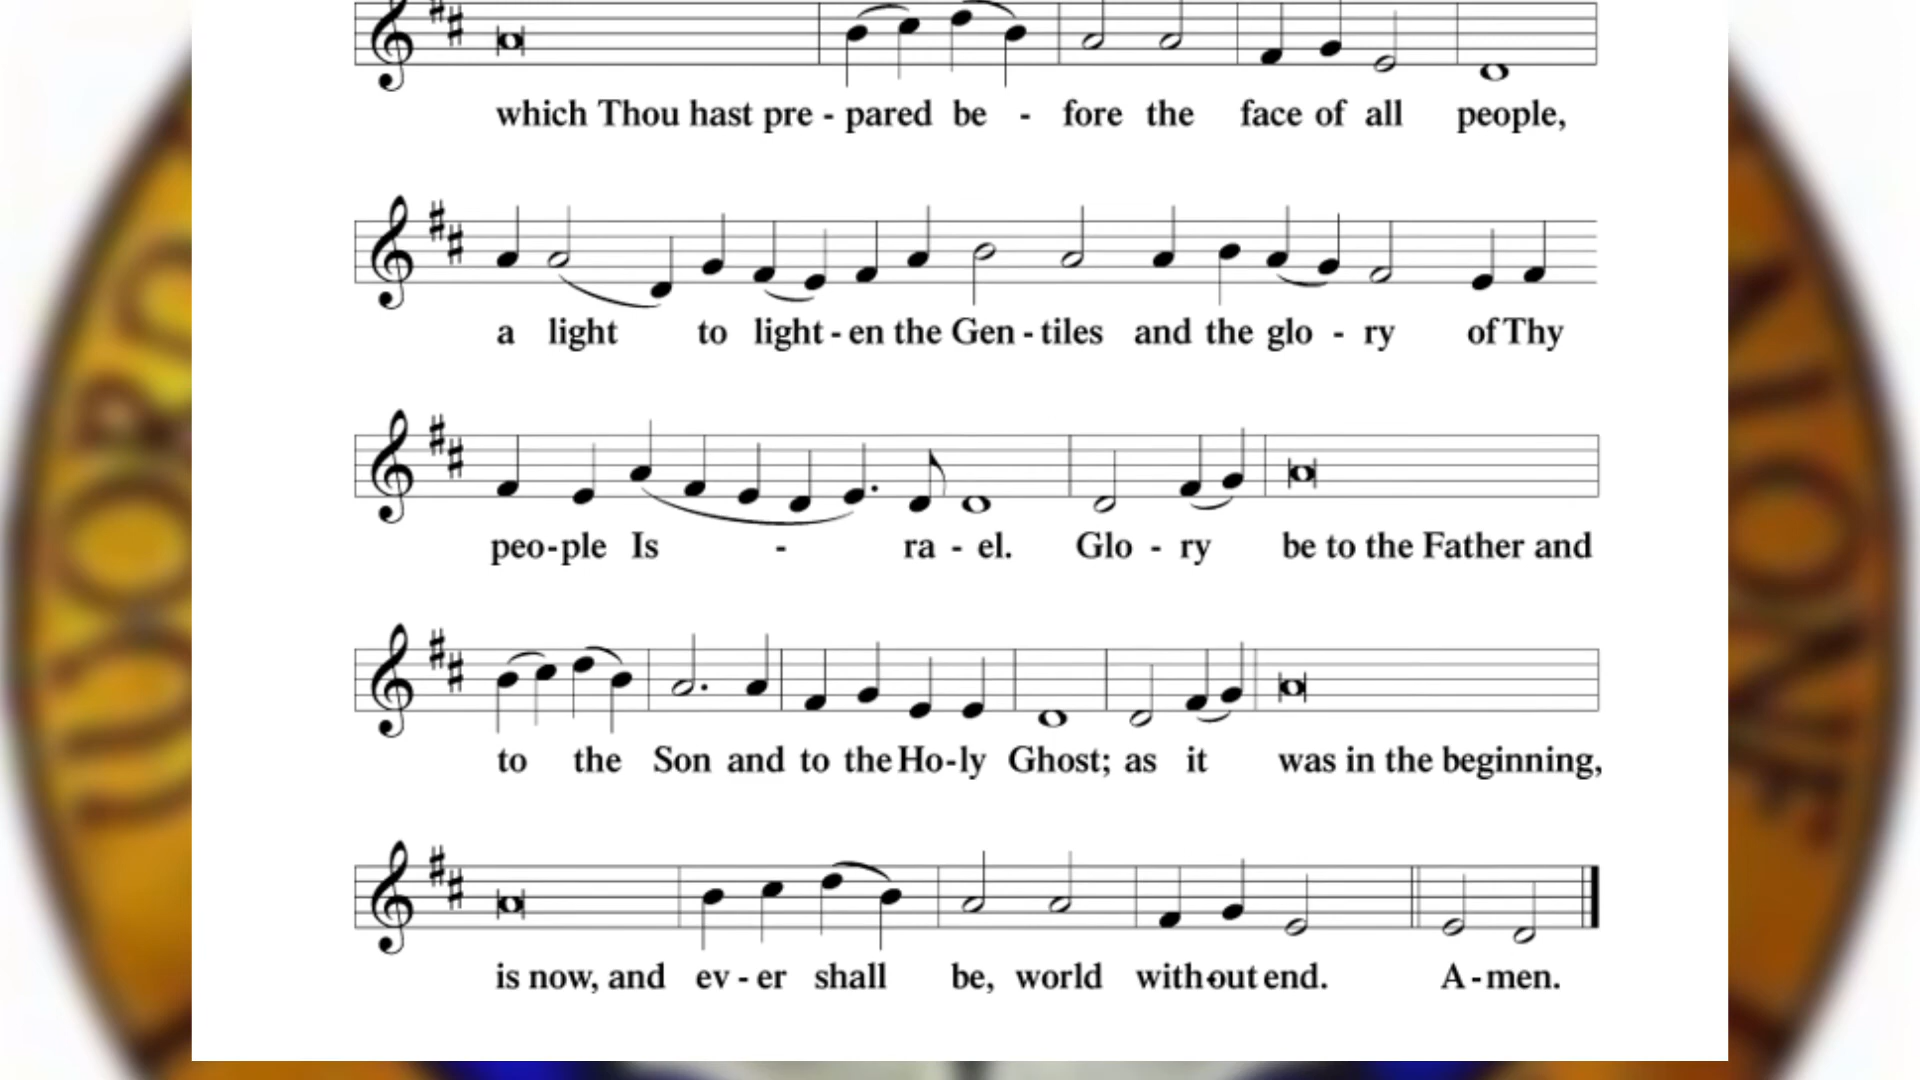 which Thou hast pre - pared be - fore the face of all people,
a light to light - en the Gen - tiles and the glo - ry of Thy
peo - ple Is - ra - el. Glo - ry be to the Father and
to the Son and to the Ho - ly Ghost; as it was in the beginning,
is now, and ev - er shall be, world with - out end. A - men.